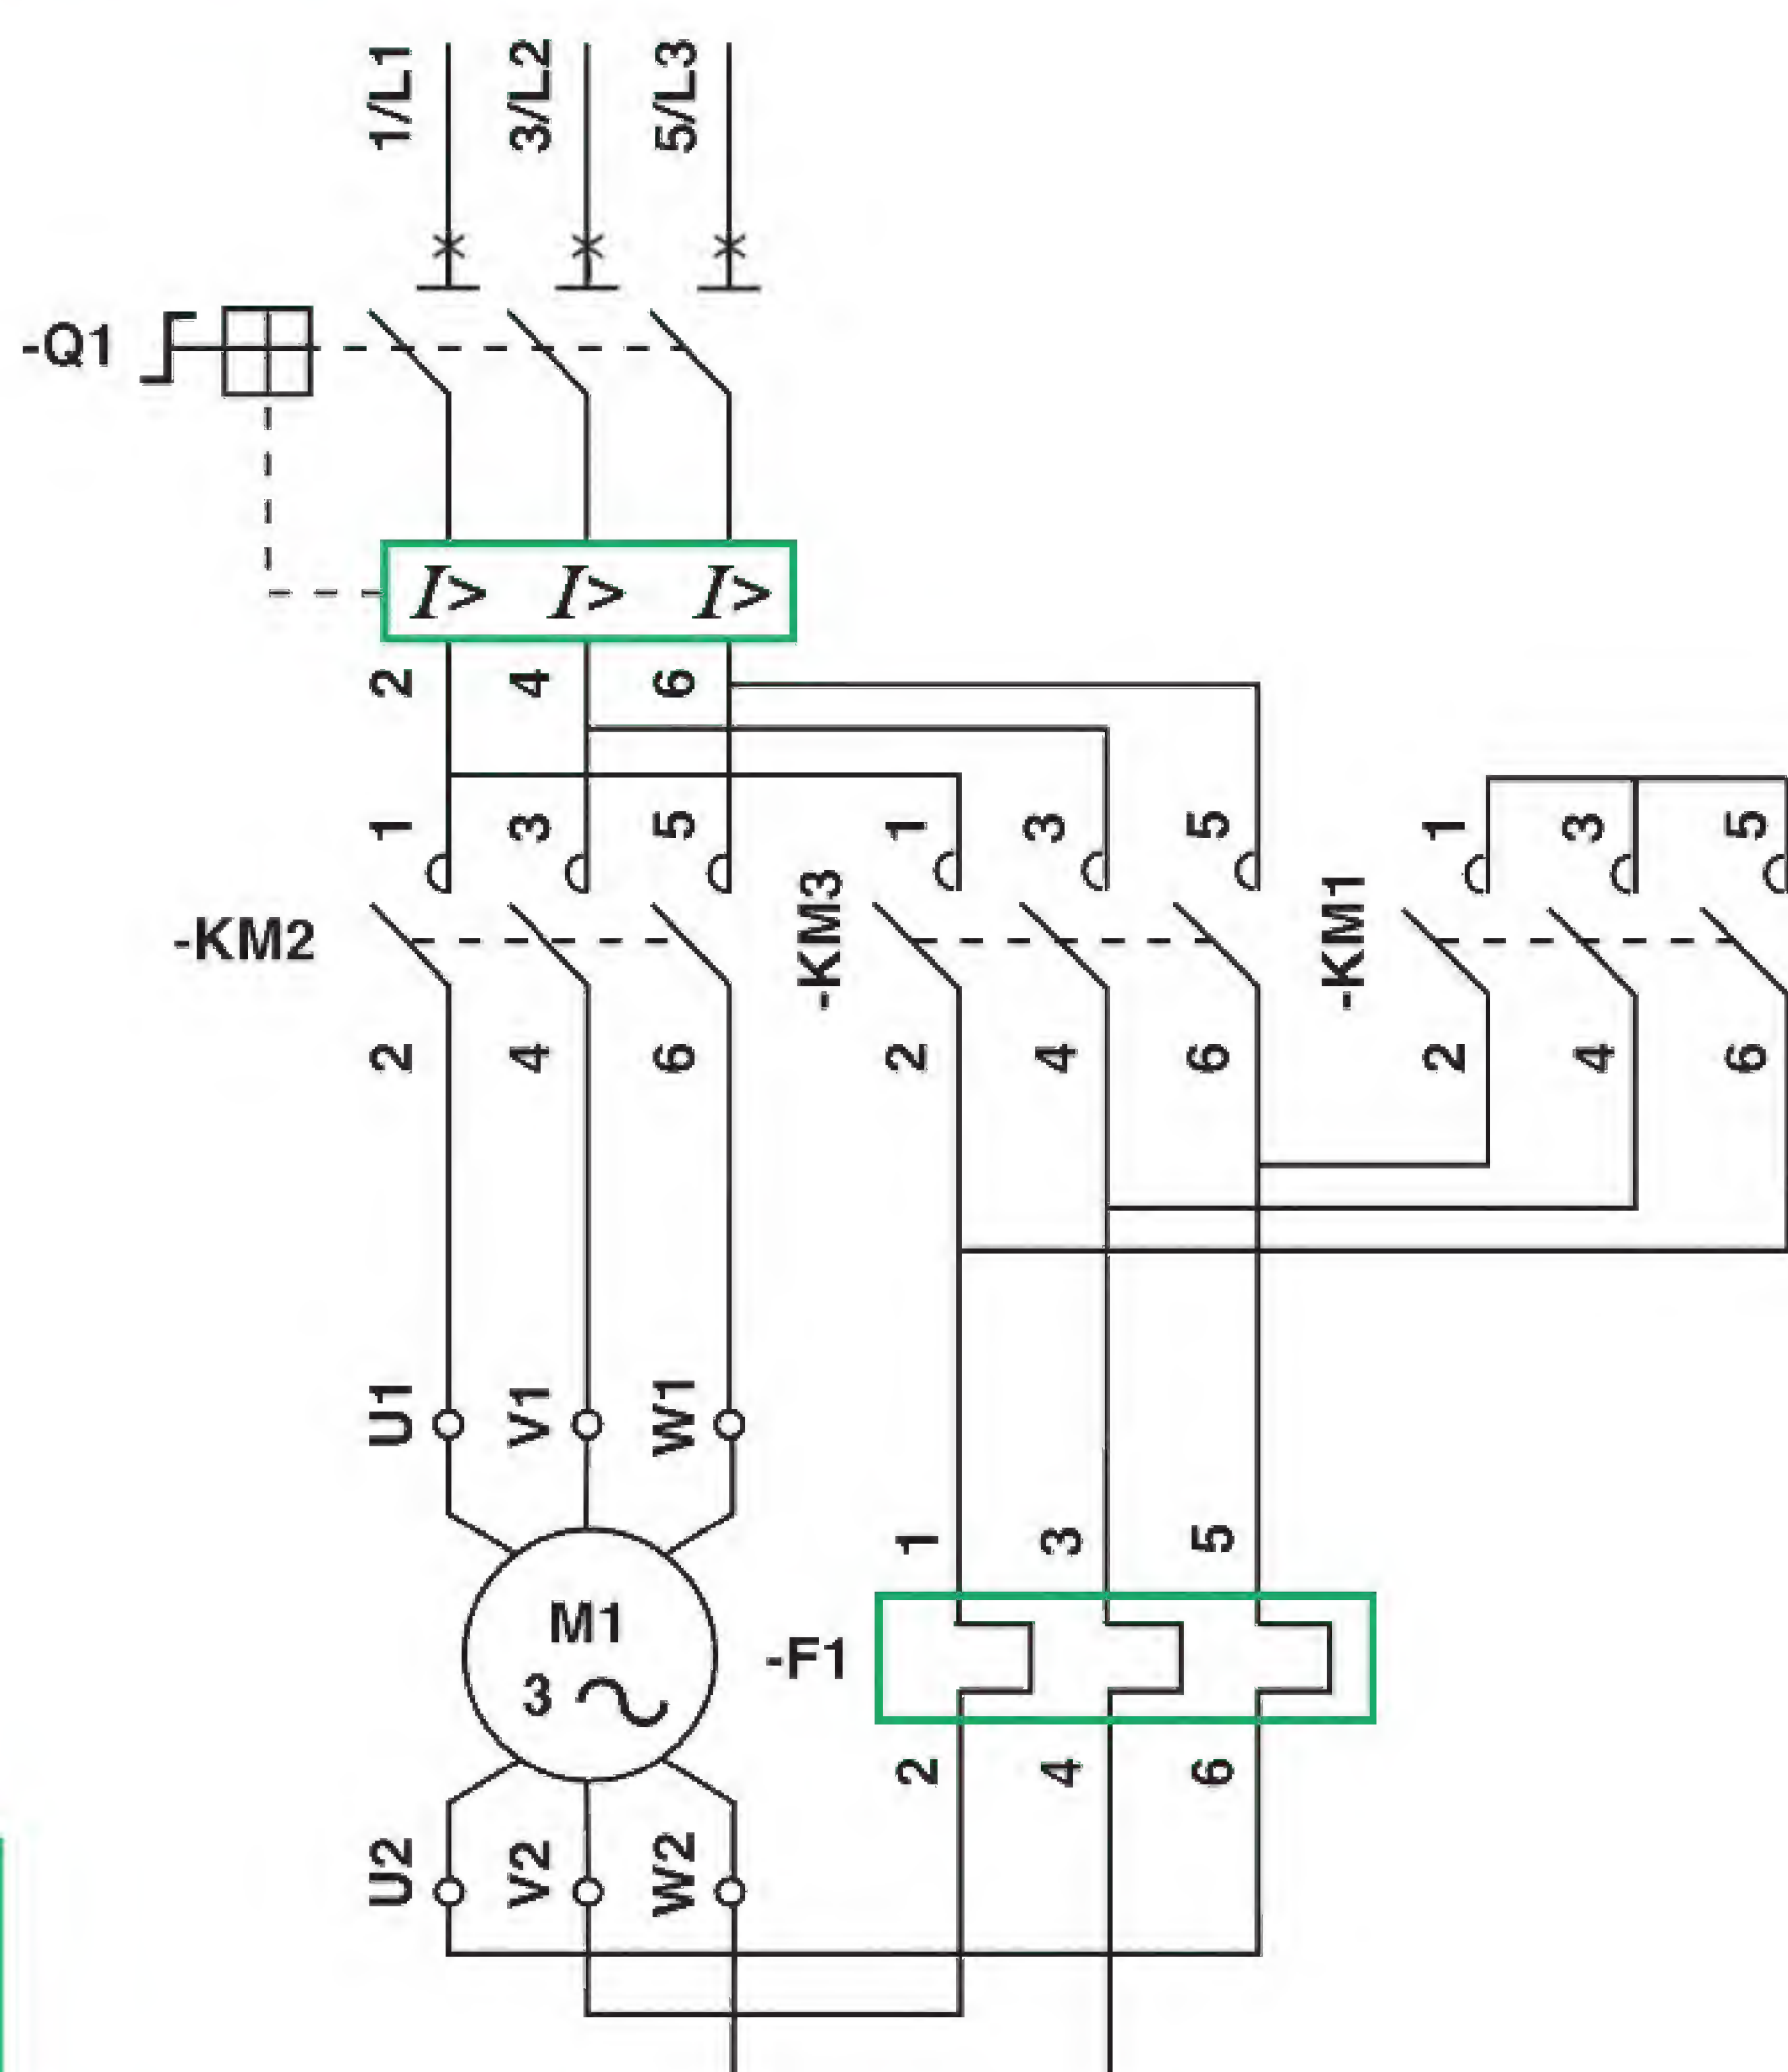 1/L1 3/L2 5/L3
-Q1
I> I> I>
2 4 6
1 3 5 1 3 5 1 3 5
-KM2 -KM3 -KM1
2 4 6 2 4 6 2 4 6
U1 V1 W1
1 3 5
M1
3
-F1
2 4 6
U2 V2 W2